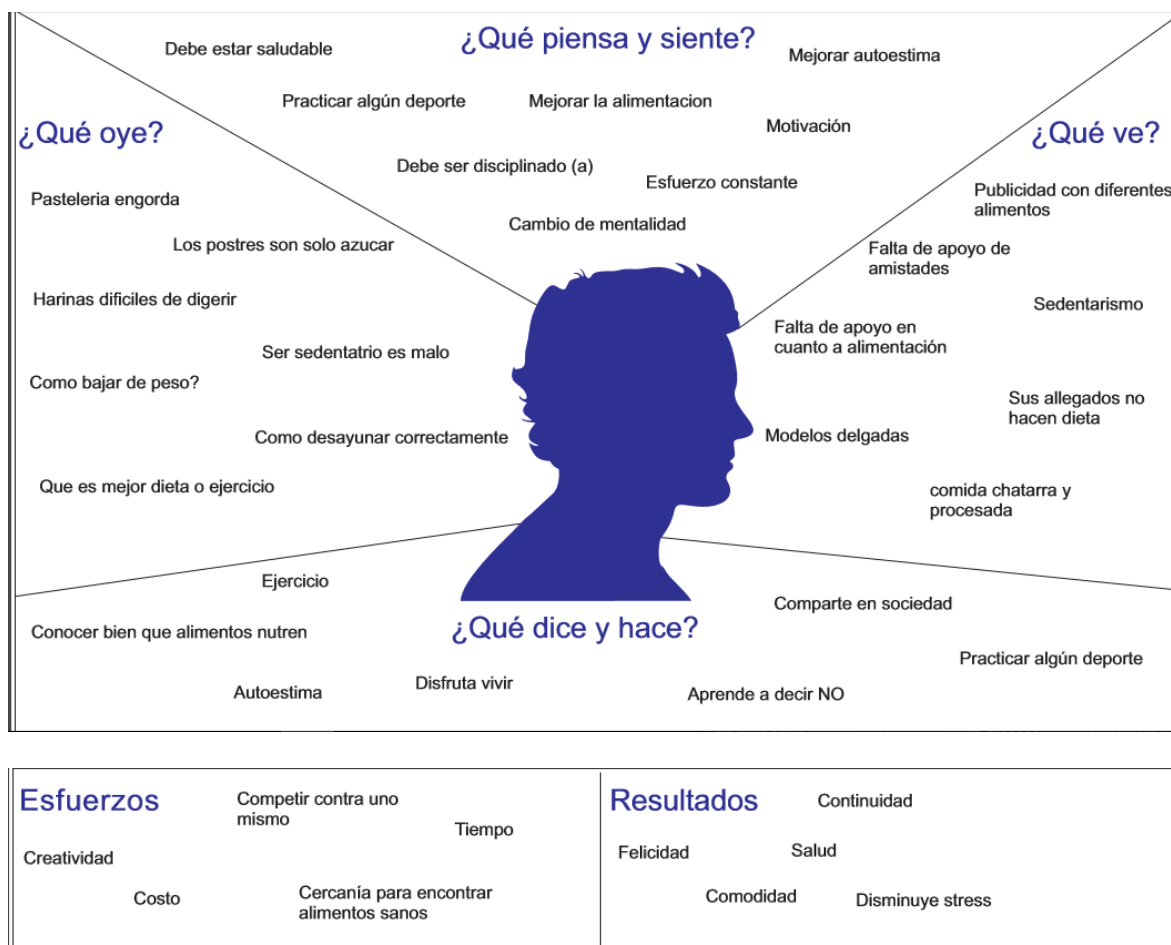 ¿Qué piensa y siente?
Debe estar saludable
Mejorar autoestima
Practicar algún deporte
Mejorar la alimentacion
Motivación
Debe ser disciplinado (a)
Esfuerzo constante
Cambio de mentalidad
¿Qué oye?
Pasteleria engorda
Los postres son solo azucar
Harinas dificiles de digerir
Ser sedentatrio es malo
Como bajar de peso?
Como desayunar correctamente
Que es mejor dieta o ejercicio
¿Qué ve?
Publicidad con diferentes
alimentos
Falta de apoyo de
amistades
Sedentarismo
Falta de apoyo en
cuanto a alimentación
Sus allegados no
hacen dieta
Modelos delgadas
comida chatarra y
procesada
¿Qué dice y hace?
Ejercicio
Comparte en sociedad
Conocer bien que alimentos nutren
Practicar algún deporte
Autoestima
Disfruta vivir
Aprende a decir NO
Esfuerzos
Competir contra uno
mismo
Tiempo
Creatividad
Costo
Cercanía para encontrar
alimentos sanos
Resultados
Continuidad
Felicidad
Salud
Comodidad
Disminuye stress